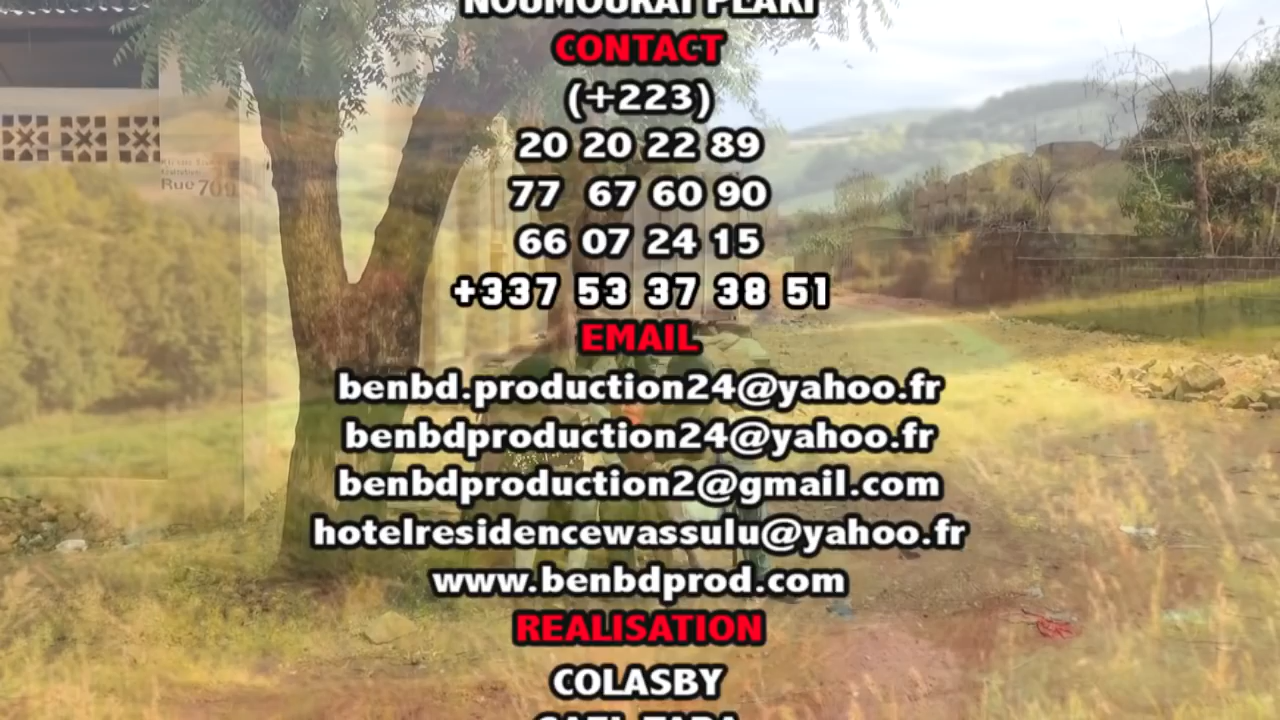 CONTACT
(+223)
20 20 22 89
77 67 60 90
66 07 24 15
+337 53 37 38 51
EMAIL
benbd.production24@yahoo.fr
benbdproduction24@yahoo.fr
benbdproduction2@gmail.com
hotelresidencewassulu@yahoo.fr
www.benbdprod.com
REALISATION
COLASBY
Rue 709